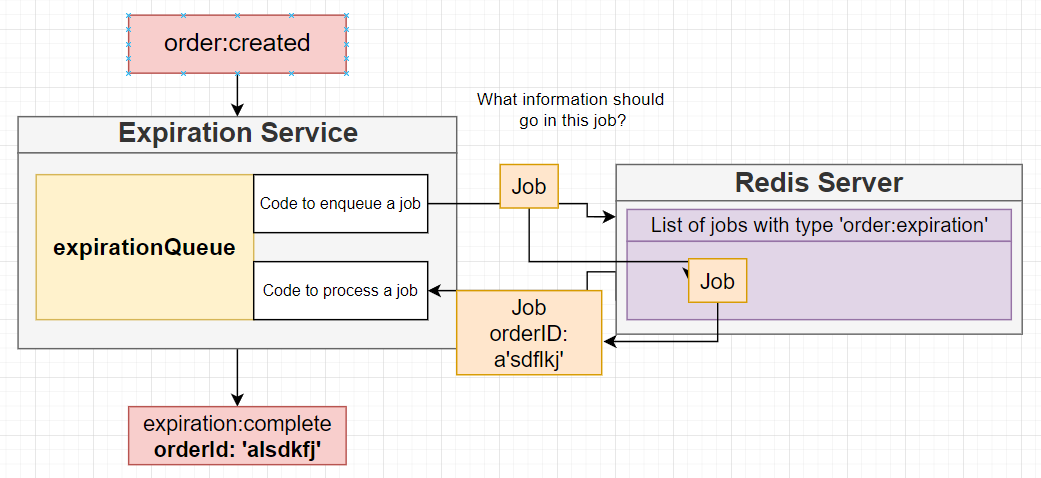 order:created
What information should
go in this job?
Expiration Service
Code to enqueue a job
expirationQueue
Code to process a job
Job
Redis Server
List of jobs with type 'order:expiration'
Job
Job
orderID:
a'sdflkj'
expiration:complete
orderId: 'alsdkfj'